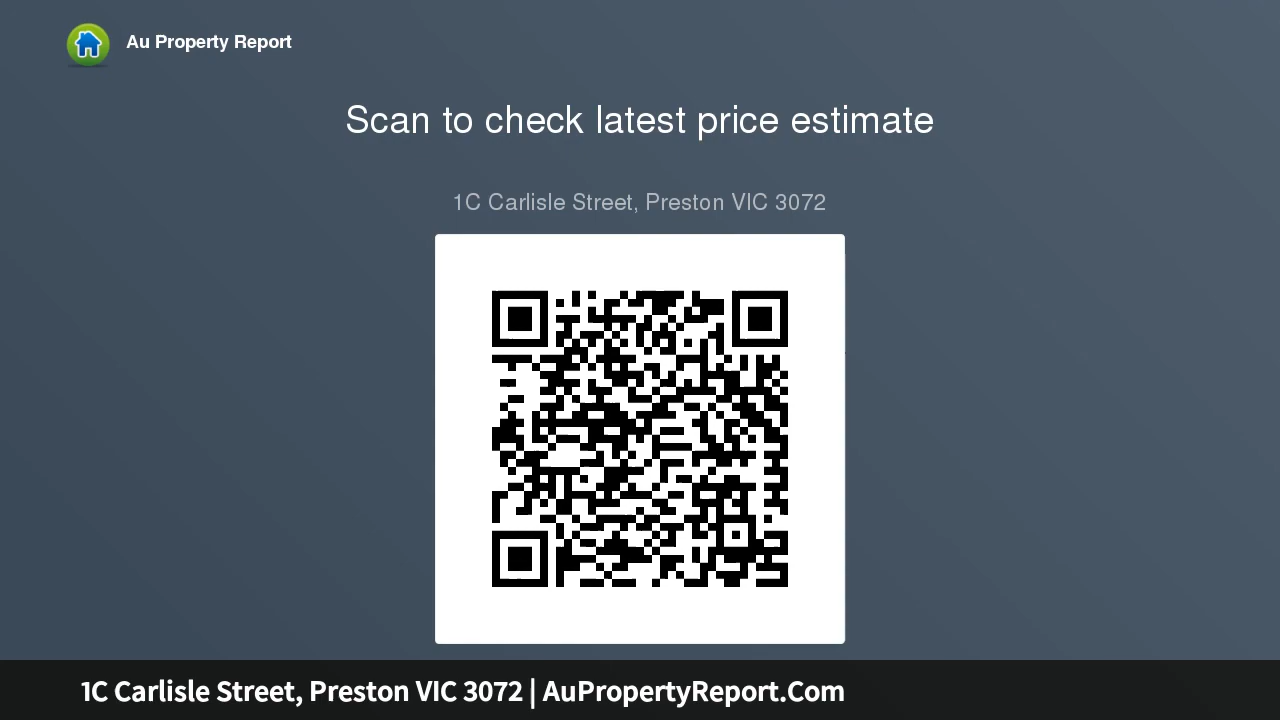 Au Property Report
Scan to check latest price estimate
1C Carlisle Street, Preston VIC 3072
1C Carlisle Street, Preston VIC 3072 | AuPropertyReport.Com